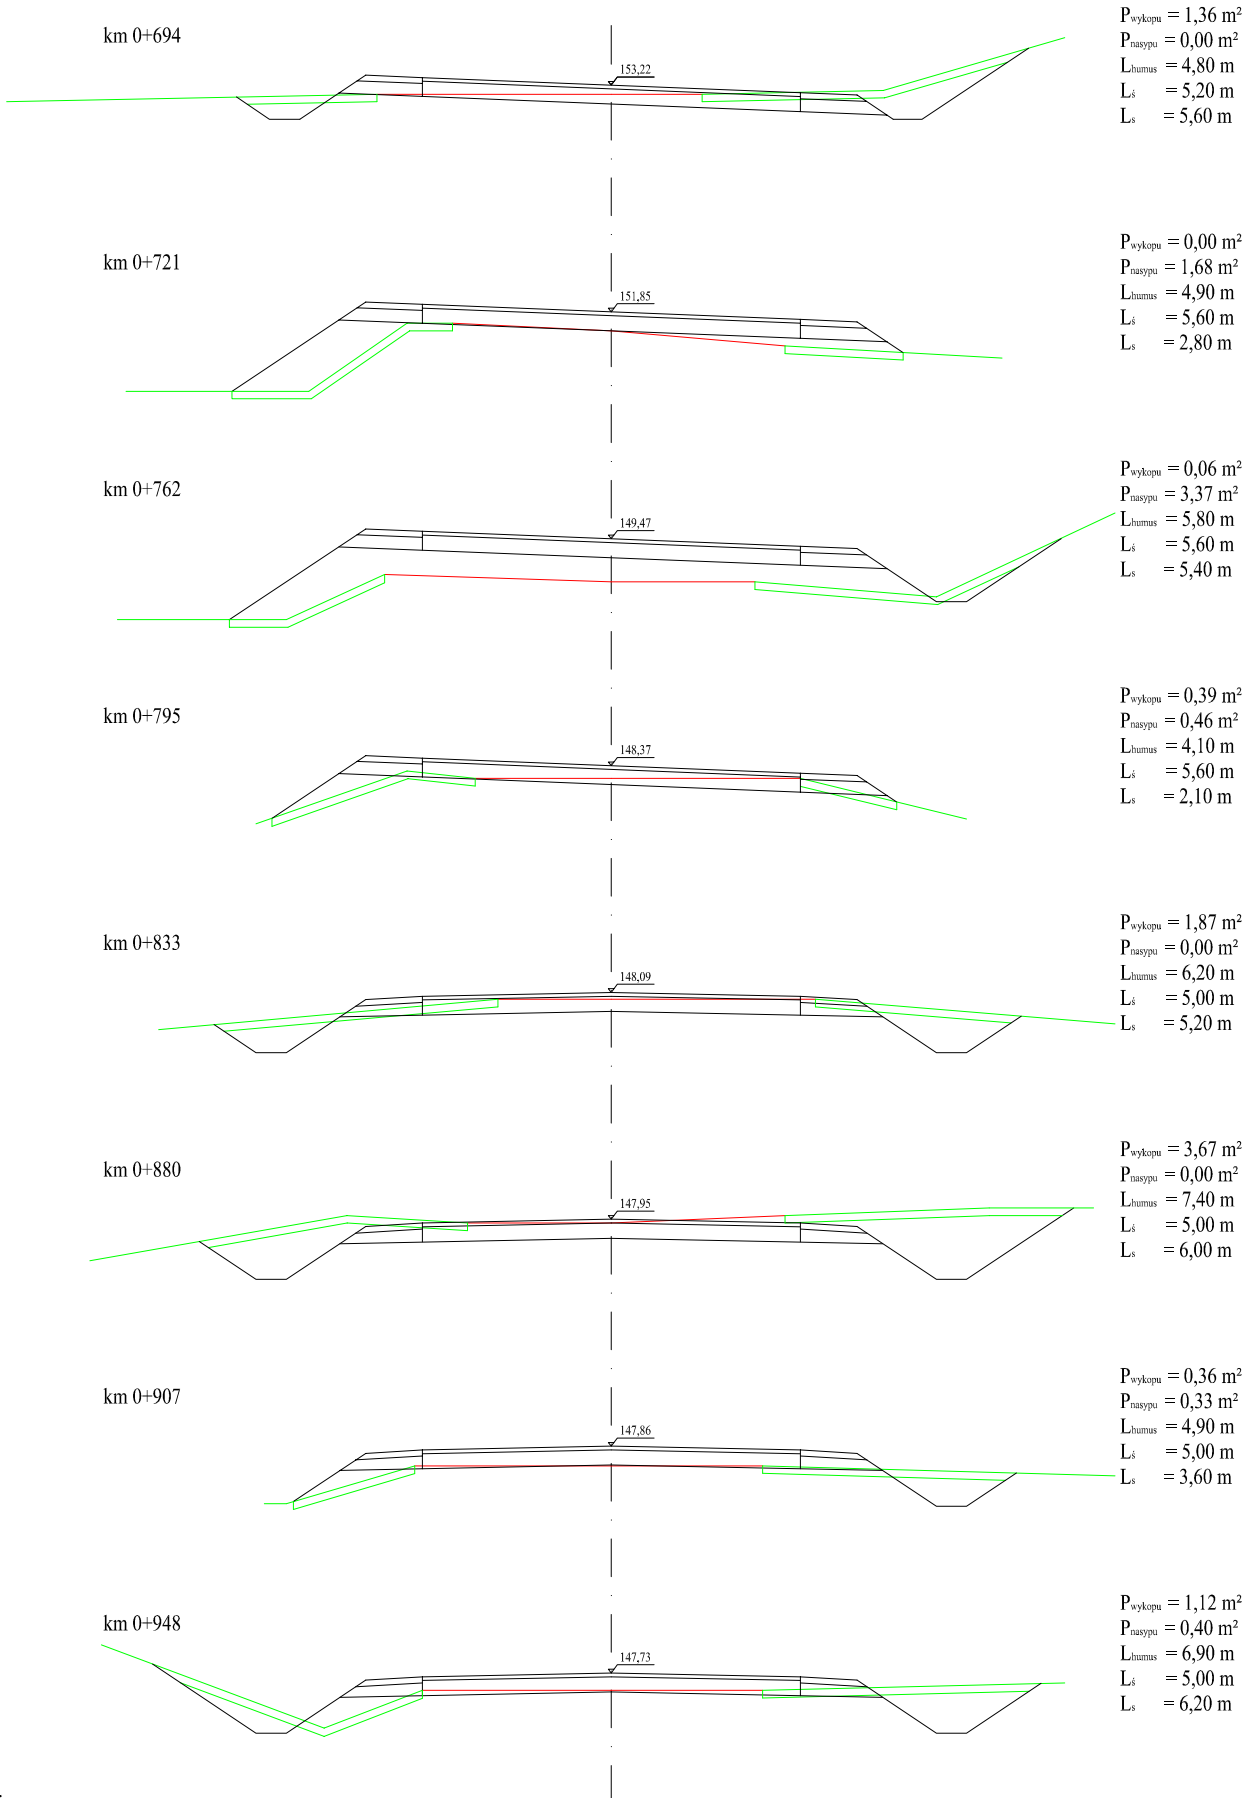 km 0+694
153,22
Pwykopu = 1,36 m²
Pnasypu = 0,00 m²
Lhumus = 4,80 m
Lś = 5,20 m
Ls = 5,60 m
km 0+721
151,85
Pwykopu = 0,00 m²
Pnasypu = 1,68 m²
Lhumus = 4,90 m
Lś = 5,60 m
Ls = 2,80 m
km 0+762
149,47
Pwykopu = 0,06 m²
Pnasypu = 3,37 m²
Lhumus = 5,80 m
Lś = 5,60 m
Ls = 5,40 m
km 0+795
148,37
Pwykopu = 0,39 m²
Pnasypu = 0,46 m²
Lhumus = 4,10 m
Lś = 5,60 m
Ls = 2,10 m
km 0+833
148,09
Pwykopu = 1,87 m²
Pnasypu = 0,00 m²
Lhumus = 6,20 m
Lś = 5,00 m
Ls = 5,20 m
km 0+880
147,95
Pwykopu = 3,67 m²
Pnasypu = 0,00 m²
Lhumus = 7,40 m
Lś = 5,00 m
Ls = 6,00 m
km 0+907
147,86
Pwykopu = 0,36 m²
Pnasypu = 0,33 m²
Lhumus = 4,90 m
Lś = 5,00 m
Ls = 3,60 m
km 0+948
147,73
Pwykopu = 1,12 m²
Pnasypu = 0,40 m²
Lhumus = 6,90 m
Lś = 5,00 m
Ls = 6,20 m